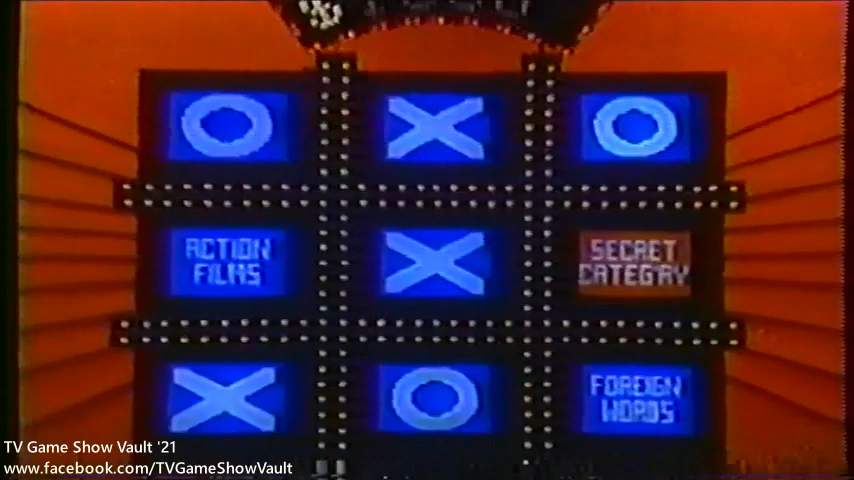 O X O
ACTION
FILMS
X
SECRET
CATEG'RY
X O
FOREIGN
WORDS
TV Game Show Vault '21
www.facebook.com/TVGameShowVault